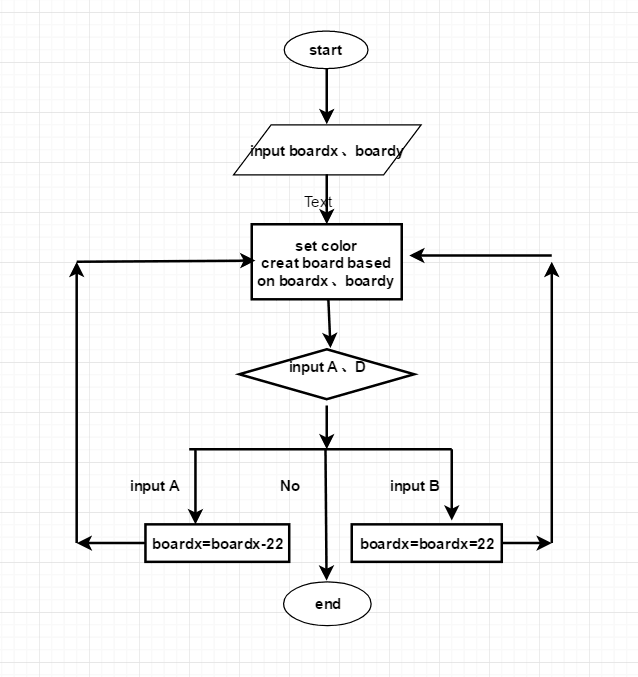 start
input boardx、boardy
Text
set color
creat board based
on boardx、boardy
input A、D
input A
No
input B
boardx=boardx-22
boardx=boardx=22
end